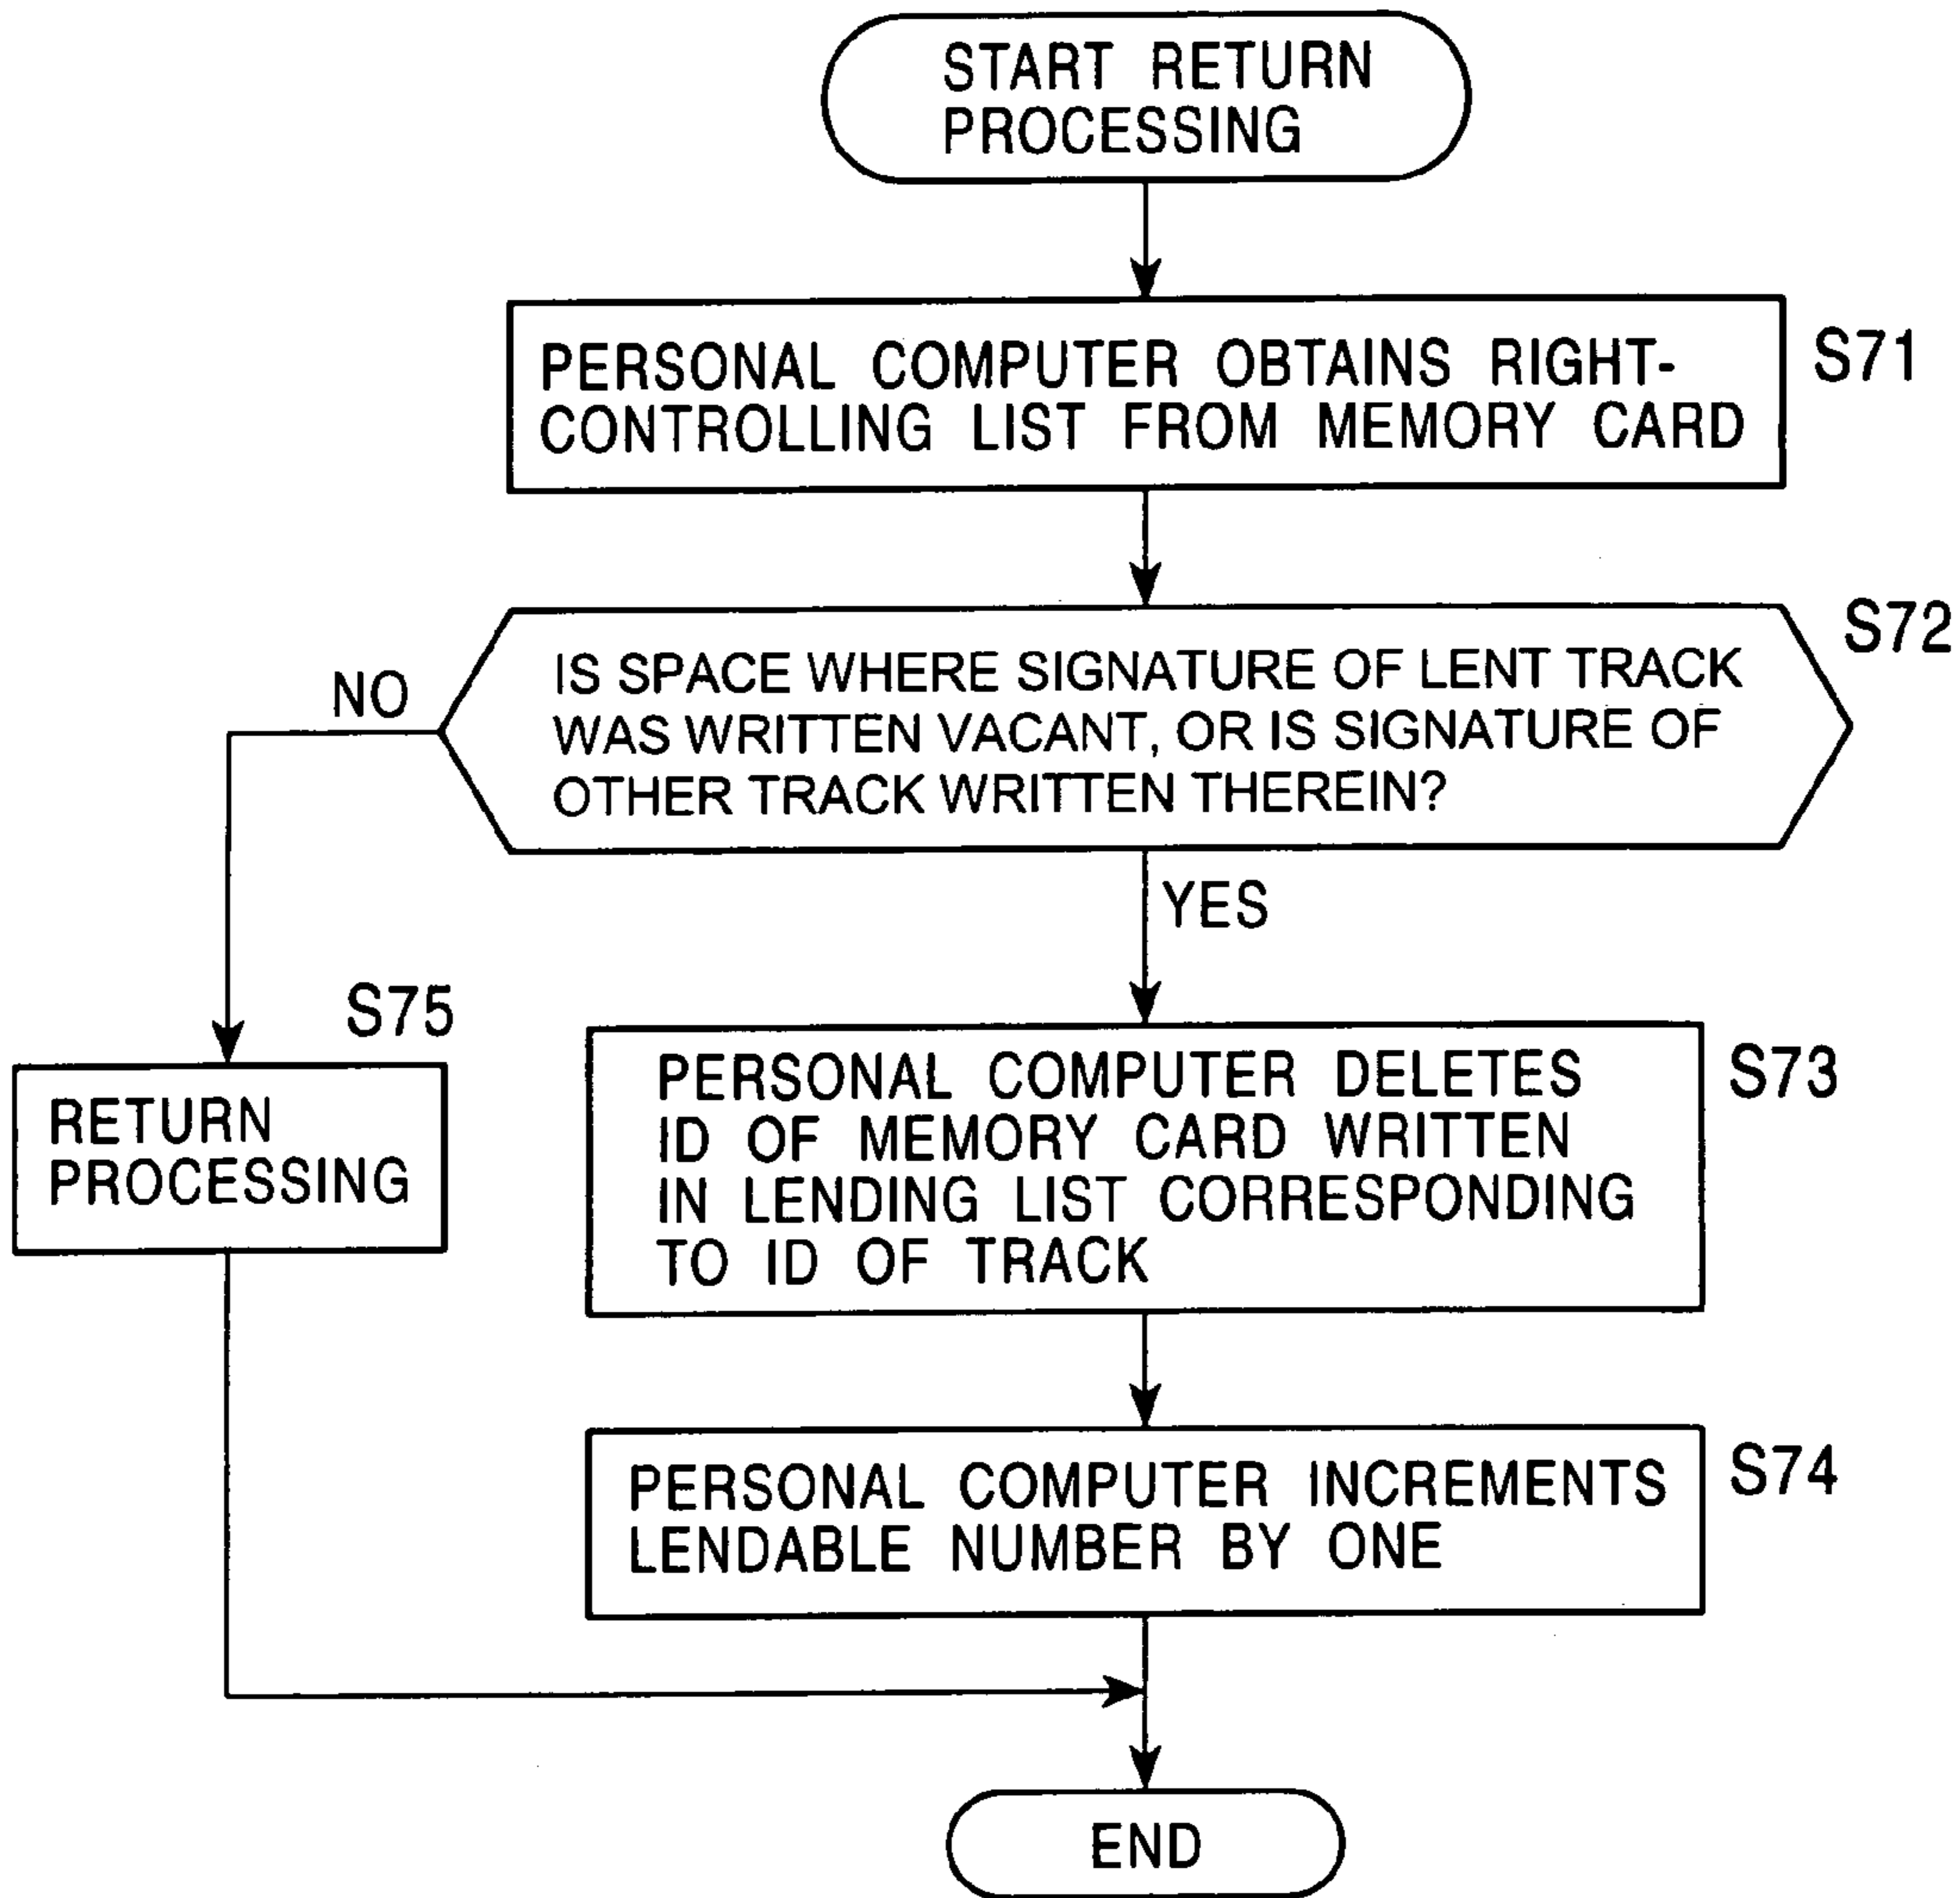 START RETURN
PROCESSING
PERSONAL COMPUTER OBTAINS RIGHT-
CONTROLLING LIST FROM MEMORY CARD
S71
IS SPACE WHERE SIGNATURE OF LENT TRACK
WAS WRITTEN VACANT, OR IS SIGNATURE OF
OTHER TRACK WRITTEN THEREIN?
S72
NO
YES
S75
RETURN
PROCESSING
PERSONAL COMPUTER DELETES
ID OF MEMORY CARD WRITTEN
IN LENDING LIST CORRESPONDING
TO ID OF TRACK
S73
PERSONAL COMPUTER INCREMENTS
LENDABLE NUMBER BY ONE
S74
END